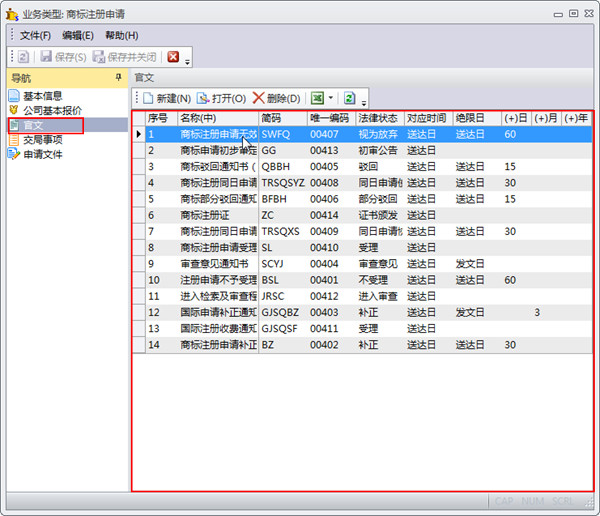 业务类型: 商标注册申请
文件(F) 编辑(E) 帮助(H)
保存(S) 保存并关闭
导航
基本信息
公司基本报价
官文
交局事项
申请文件
官文
新建(N) 打开(O) 删除(D)
序号 名称(中) 简码 唯一编码 法律状态 对应时间 绝限日 (+)日 (+)月 (+)年
1 商标注册申请无效 SWFQ 00407 视为放弃 送达日 送达日 60
2 商标申请初步审定 GG 00413 初审公告 送达日
3 商标驳回通知书( QBBH 00405 驳回 送达日 送达日 15
4 商标注册同日申请 TRSQSYZ 00408 同日申请使 送达日 送达日 30
5 商标部分驳回通知 BFBH 00406 部分驳回 送达日 送达日 15
6 商标注册证 ZC 00414 证书颁发 送达日
7 商标注册同日申请 TRSQXS 00409 同日申请协 送达日 送达日 30
8 商标注册申请受理 SL 00410 受理 送达日
9 审查意见通知书 SCYJ 00404 审查意见 送达日 发文日
10 注册申请不予受理 BSL 00401 不受理 送达日 送达日 60
11 进入检索及审查程 JRSC 00412 进入审查 送达日
12 国际申请补正通知 GJSQBZ 00403 补正 送达日 发文日 3
13 国际注册收费通知 GJSQSF 00411 受理 送达日
14 商标注册申请补正 BZ 00402 补正 送达日 送达日 30
CAP NUM SCRL